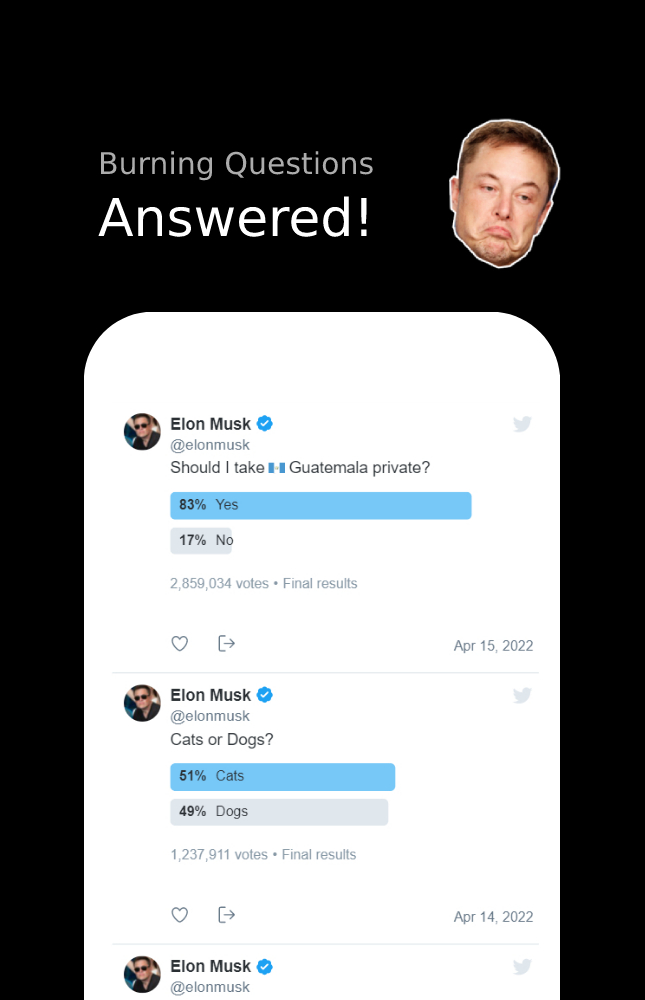 Burning Questions
Answered!
Elon Musk
@elonmusk
Should I take 🇬🇹 Guatemala private?
83% Yes
17% No
2,859,034 votes • Final results
Apr 15, 2022
Elon Musk
@elonmusk
Cats or Dogs?
51% Cats
49% Dogs
1,237,911 votes • Final results
Apr 14, 2022
Elon Musk
@elonmusk